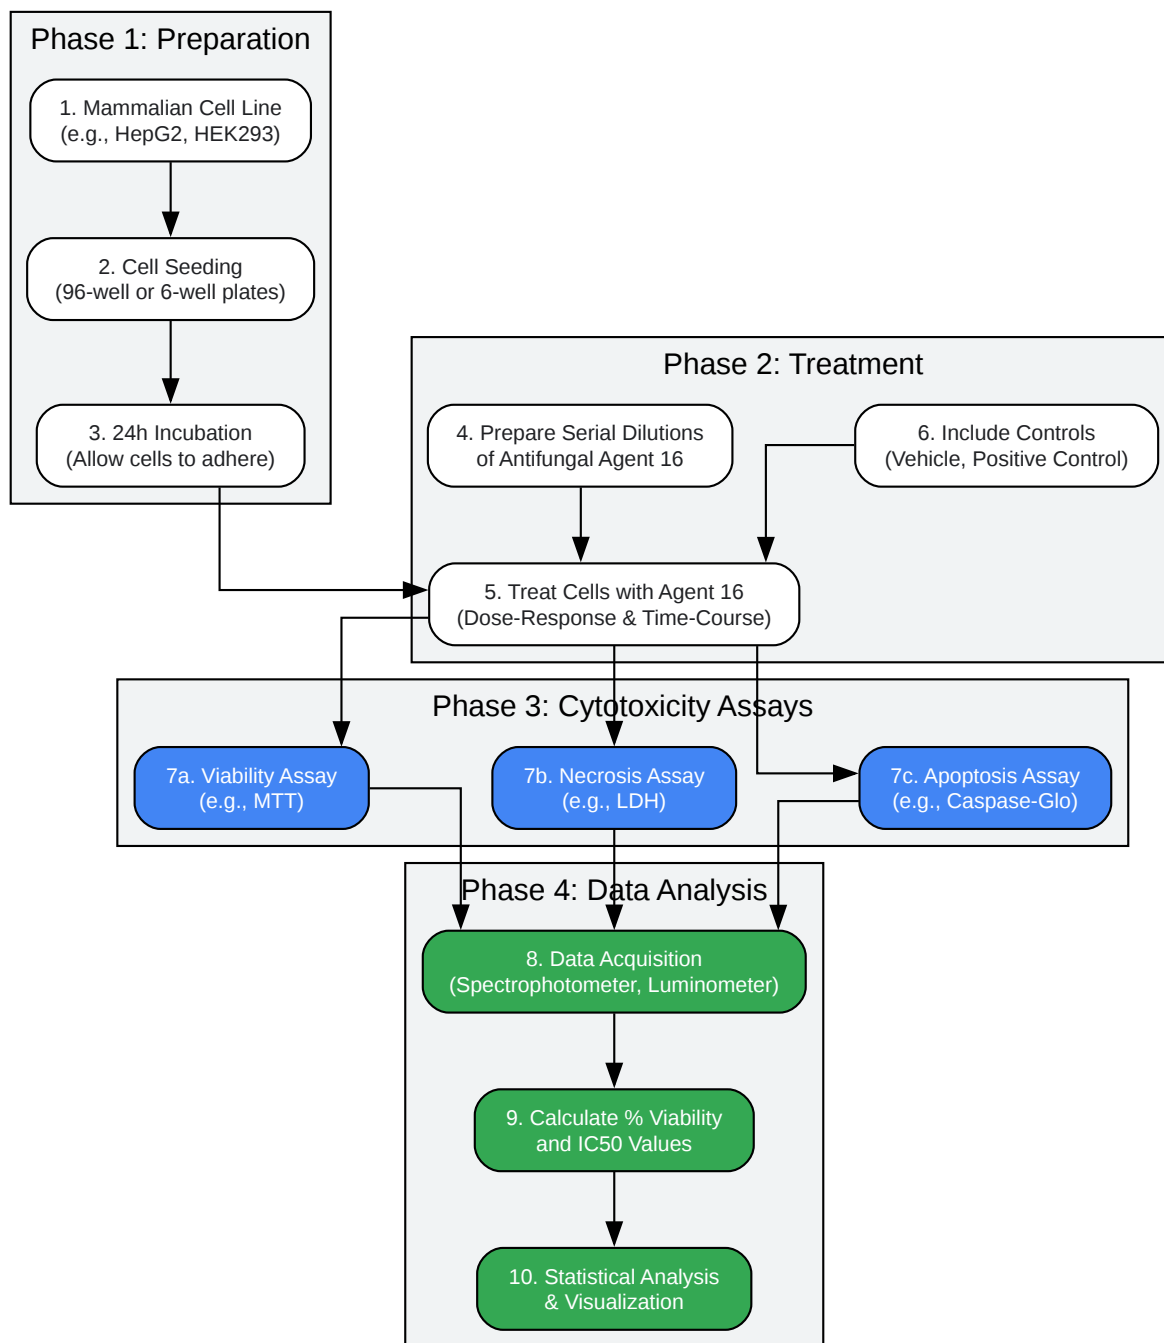 Phase 1: Preparation
1. Mammalian Cell Line
(e.g., HepG2, HEK293)
2. Cell Seeding
(96-well or 6-well plates)
3. 24h Incubation
(Allow cells to adhere)
Phase 2: Treatment
4. Prepare Serial Dilutions
of Antifungal Agent 16
6. Include Controls
(Vehicle, Positive Control)
5. Treat Cells with Agent 16
(Dose-Response & Time-Course)
Phase 3: Cytotoxicity Assays
7a. Viability Assay
(e.g., MTT)
7b. Necrosis Assay
(e.g., LDH)
7c. Apoptosis Assay
(e.g., Caspase-Glo)
Phase 4: Data Analysis
8. Data Acquisition
(Spectrophotometer, Luminometer)
9. Calculate % Viability
and IC50 Values
10. Statistical Analysis
& Visualization